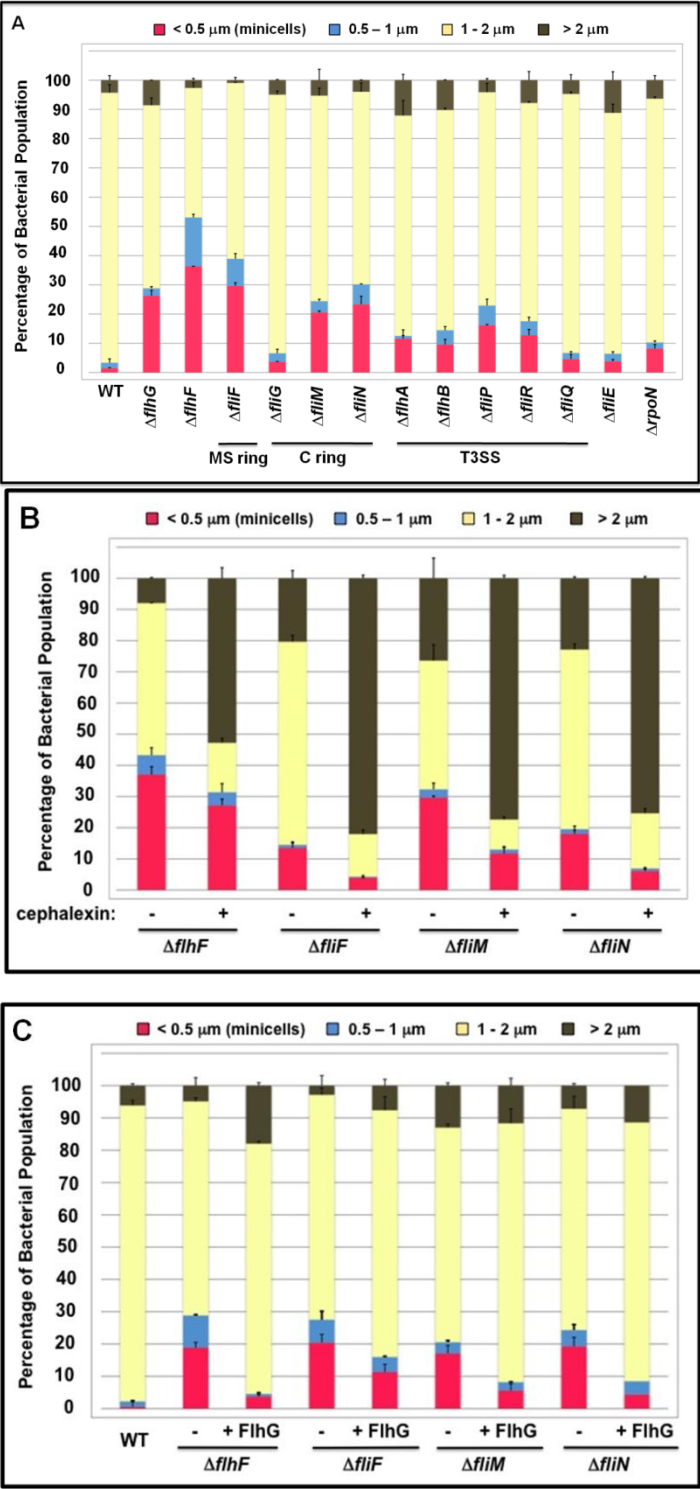 A
< 0.5 μm (minicells) 0.5 – 1 μm 1 - 2 μm > 2 μm
Percentage of Bacterial Population
100
90
80
70
60
50
40
30
20
10
0
WT ΔflhG ΔflhF ΔfliF ΔfliG ΔfliM ΔfliN ΔflhA ΔflhB ΔfliP ΔfliR ΔfliQ ΔfliE ΔrpoN
MS ring C ring T3SS
B
< 0.5 μm (minicells) 0.5 – 1 μm 1 - 2 μm > 2 μm
Percentage of Bacterial Population
100
90
80
70
60
50
40
30
20
10
0
cephalexin: - + - + - + - +
ΔflhF ΔfliF ΔfliM ΔfliN
C
< 0.5 μm (minicells) 0.5 – 1 μm 1 - 2 μm > 2 μm
Percentage of Bacterial Population
100
90
80
70
60
50
40
30
20
10
0
WT - + FlhG - + FlhG - + FlhG - + FlhG
ΔflhF ΔfliF ΔfliM ΔfliN